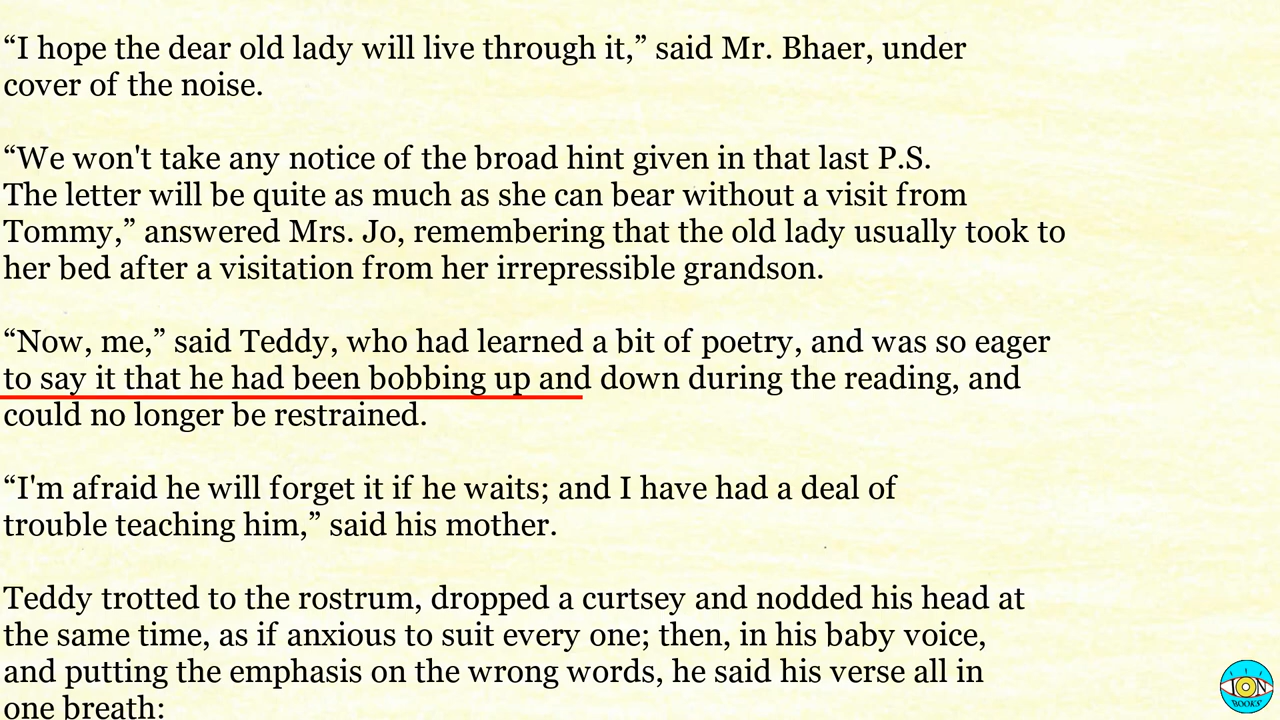 “I hope the dear old lady will live through it,” said Mr. Bhaer, under
cover of the noise.
“We won't take any notice of the broad hint given in that last P.S.
The letter will be quite as much as she can bear without a visit from
Tommy,” answered Mrs. Jo, remembering that the old lady usually took to
her bed after a visitation from her irrepressible grandson.
“Now, me,” said Teddy, who had learned a bit of poetry, and was so eager
to say it that he had been bobbing up and down during the reading, and
could no longer be restrained.
“I'm afraid he will forget it if he waits; and I have had a deal of
trouble teaching him,” said his mother.
Teddy trotted to the rostrum, dropped a curtsey and nodded his head at
the same time, as if anxious to suit every one; then, in his baby voice,
and putting the emphasis on the wrong words, he said his verse all in
one breath:
ION
BOOKS